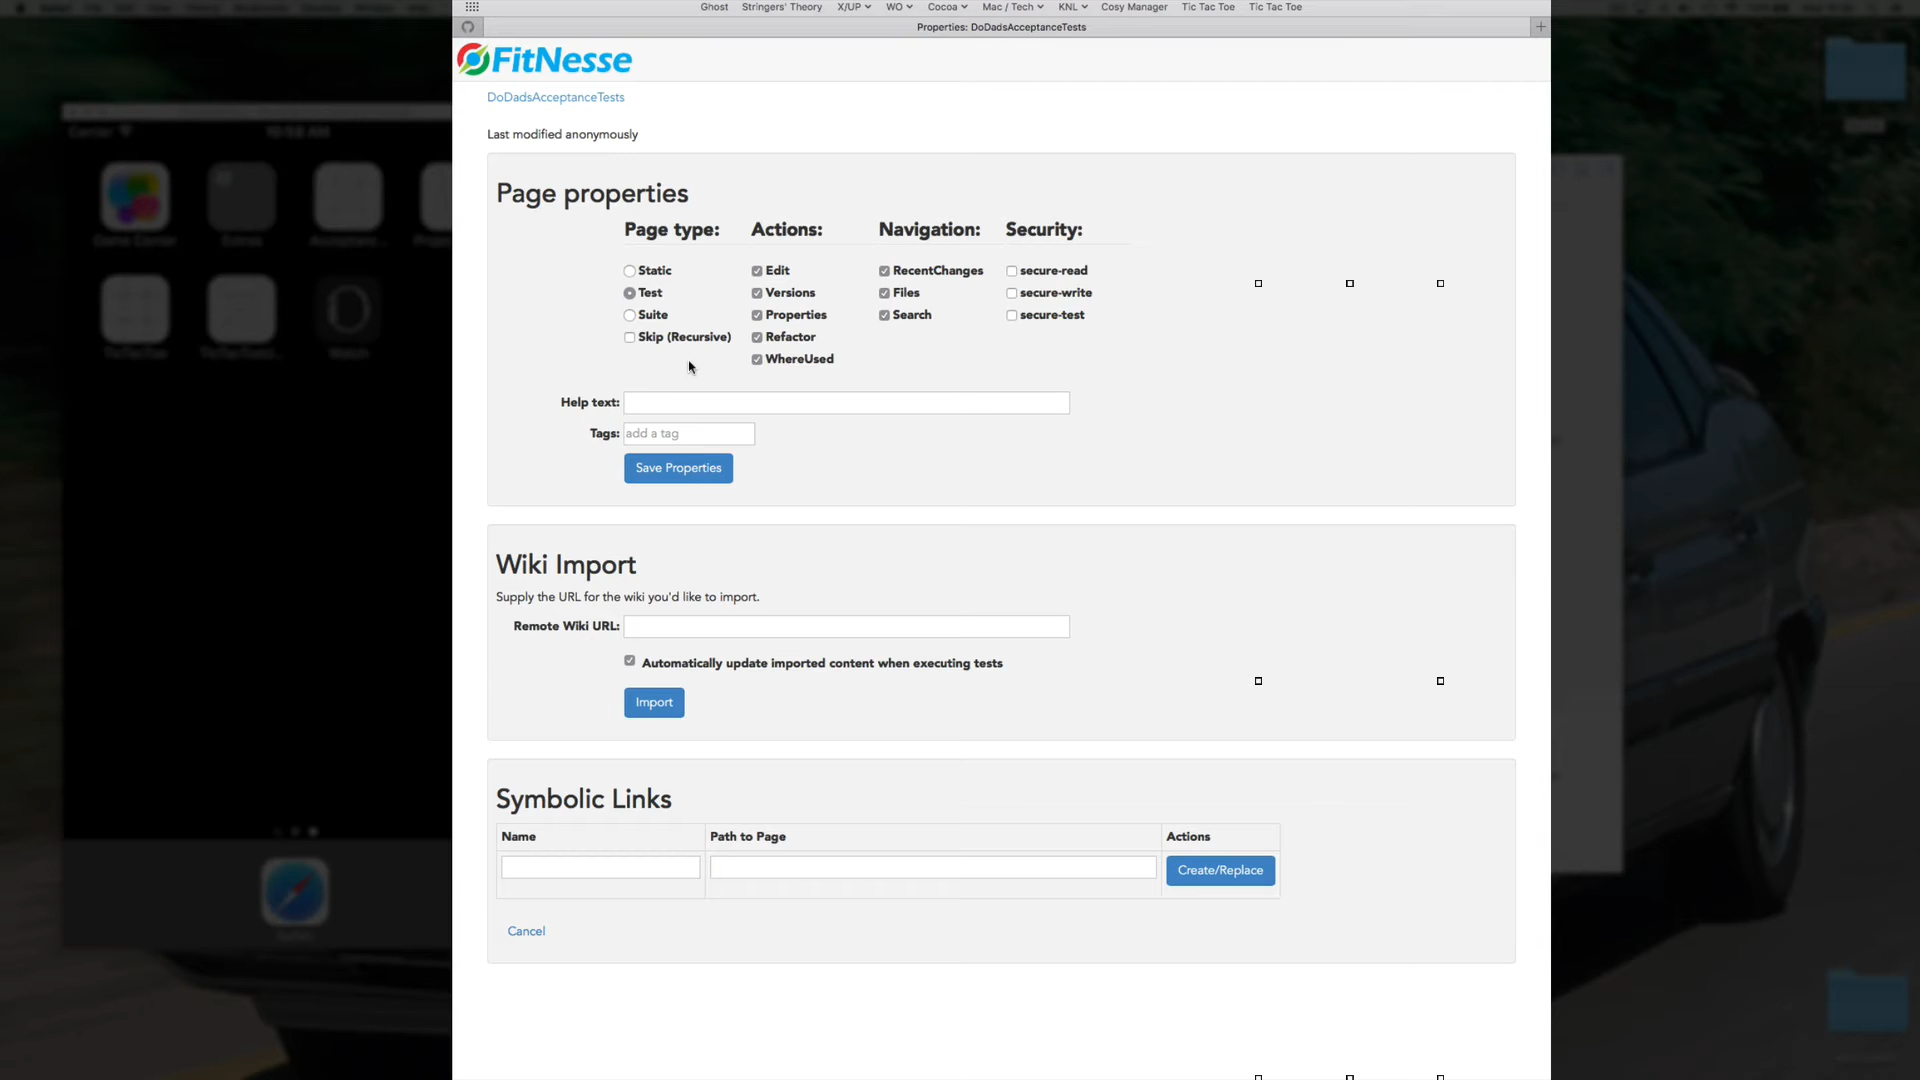 Ghost Stringers' Theory X/UP WO Cocoa Mac / Tech KNL Cosy Manager Tic Tac Toe Tic Tac Toe
Properties: DoDadsAcceptanceTests
FitNesse
DoDadsAcceptanceTests
Last modified anonymously
Page properties
Page type: Actions: Navigation: Security:
Static Edit RecentChanges secure-read
Test Versions Files secure-write
Suite Properties Search secure-test
Skip (Recursive) Refactor
WhereUsed
Help text:
Tags: add a tag
Save Properties
Wiki Import
Supply the URL for the wiki you'd like to import.
Remote Wiki URL:
Automatically update imported content when executing tests
Import
Symbolic Links
Name Path to Page Actions
Create/Replace
Cancel